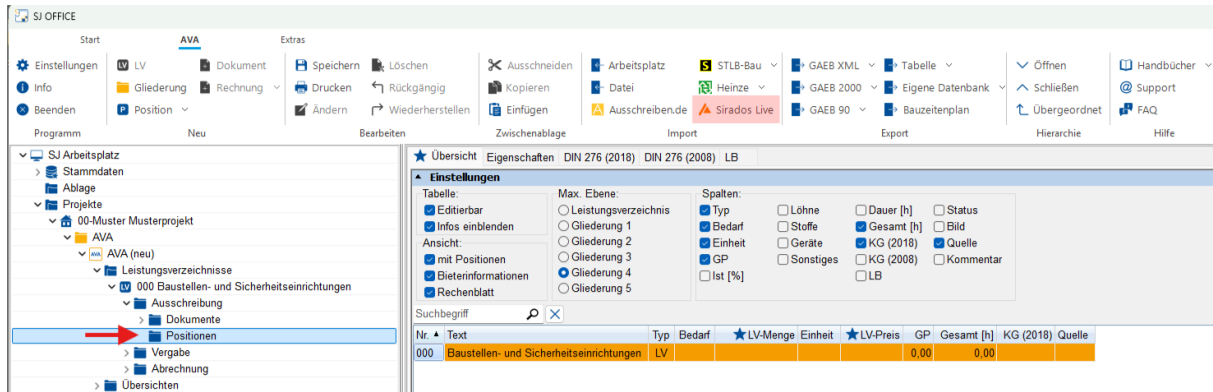 SJ OFFICE
Start AVA Extras
Einstellungen LV Dokument Speichern Löschen Ausschneiden Arbeitsplatz STLB-Bau GAEB XML Tabelle Öffnen Handbücher
Info Gliederung Rechnung Drucken Rückgängig Kopieren Datei Heinze GAEB 2000 Eigene Datenbank Schließen Support
Beenden Position Ändern Wiederherstellen Einfügen Ausschreiben.de Sirados Live GAEB 90 Bauzeitenplan Übergeordnet FAQ
Programm Neu Bearbeiten Zwischenablage Import Export Hierarchie Hilfe
SJ Arbeitsplatz
Stammdaten
Ablage
Projekte
00-Muster Musterprojekt
AVA
AVA (neu)
Leistungsverzeichnisse
000 Baustellen- und Sicherheitseinrichtungen
Ausschreibung
Dokumente
Positionen
Vergabe
Abrechnung
Übersichten
Übersicht Eigenschaften DIN 276 (2018) DIN 276 (2008) LB
Einstellungen
Tabelle: Max. Ebene: Spalten:
Editierbar Leistungsverzeichnis Typ Löhne Dauer [h] Status
Infos einblenden Gliederung 1 Bedarf Stoffe Gesamt [h] Bild
Ansicht: Gliederung 2 Einheit Geräte KG (2018) Quelle
mit Positionen Gliederung 3 GP Sonstiges KG (2008) Kommentar
Bieterinformationen Gliederung 4 Ist [%] LB
Rechenblatt Gliederung 5
Suchbegriff
Nr. Text Typ Bedarf LV-Menge Einheit LV-Preis GP Gesamt [h] KG (2018) Quelle
000 Baustellen- und Sicherheitseinrichtungen LV 0,00 0,00